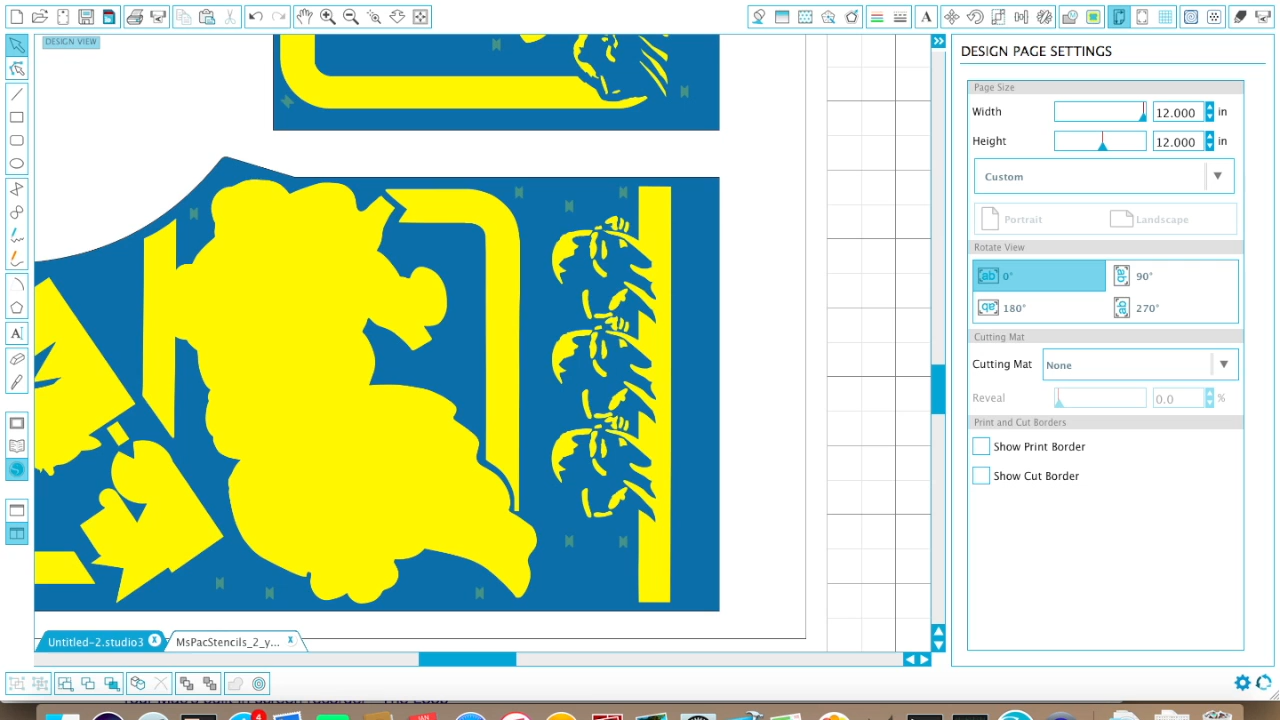 DESIGN VIEW
DESIGN PAGE SETTINGS
Page Size
Width 12.000 in
Height 12.000 in
Custom
Portrait Landscape
Rotate View
0° 90°
180° 270°
Cutting Mat
Cutting Mat None
Reveal 0.0 %
Print and Cut Borders
Show Print Border
Show Cut Border
Untitled-2.studio3 MsPacStencils_2_y...